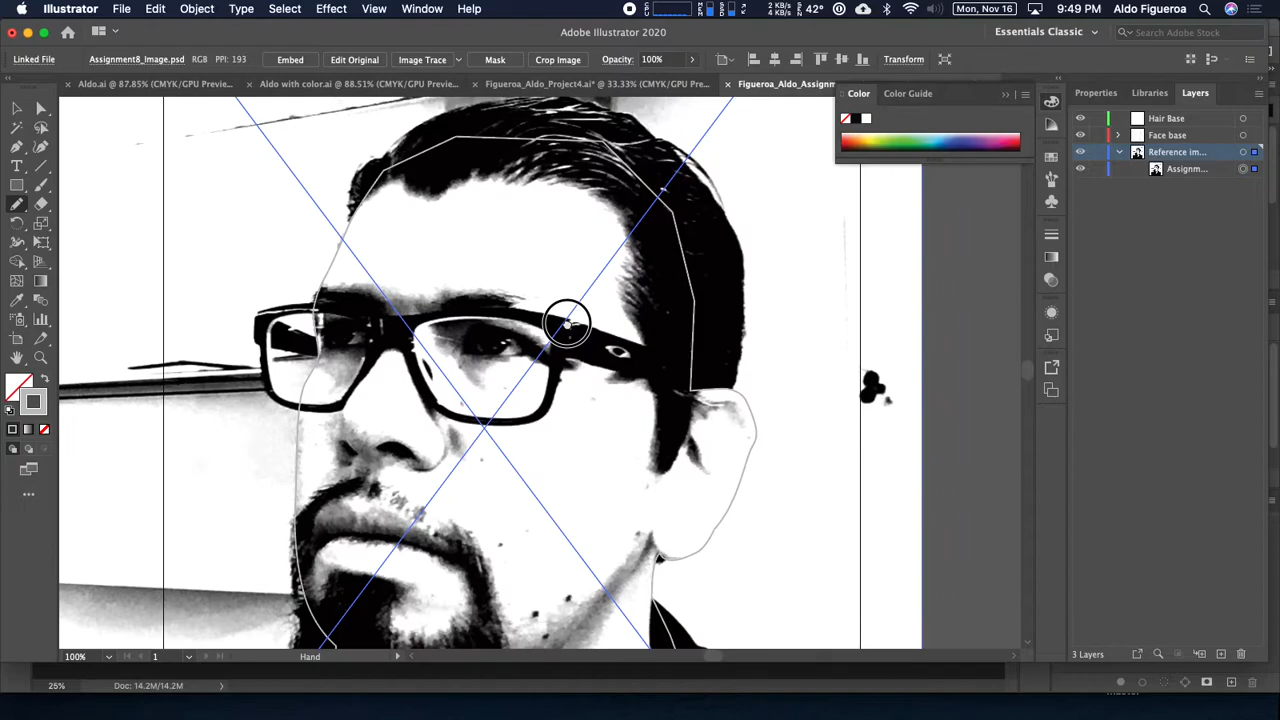 Illustrator File Edit Object Type Select Effect View Window Help 2 KB/s 4 KB/s 42° Mon, Nov 16 9:49 PM Aldo Figueroa
Adobe Illustrator 2020 Essentials Classic Adobe Stock
Linked File Assignment8_Image.psd RGB PPI: 193 Embed Edit Original Image Trace Mask Crop Image Opacity: 100% Transform
Aldo.ai @ 87.85% (CMYK/GPU Previe... Aldo with color.ai @ 88.51% (CMYK/GPU Previe... Figueroa_Aldo_Project4.ai* @ 33.33% (CMYK/GPU Pre... Figueroa_Aldo_Assignm
Color Color Guide
Properties Libraries Layers
Hair Base
Face base
Reference im...
Assignm...
100% 1 Hand 3 Layers
25% Doc: 14.2M/14.2M